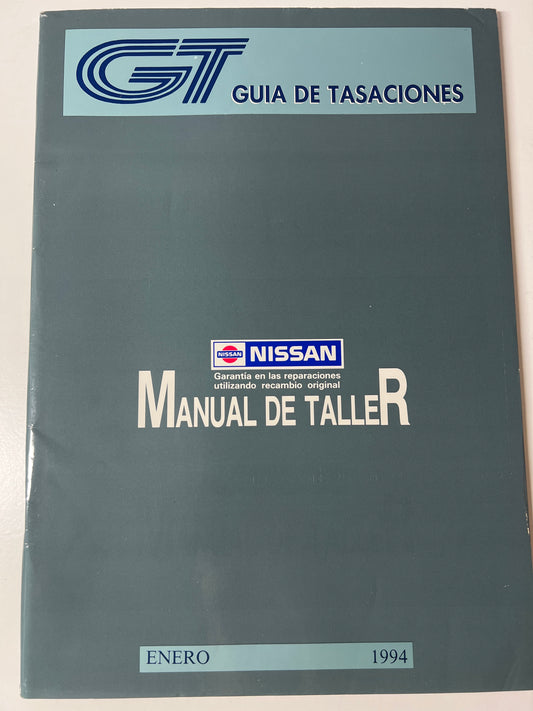 GT GUIA DE TASACIONES
NISSAN NISSAN
Garantía en las reparaciones
utilizando recambio original
MANUAL DE TALLER
ENERO 1994